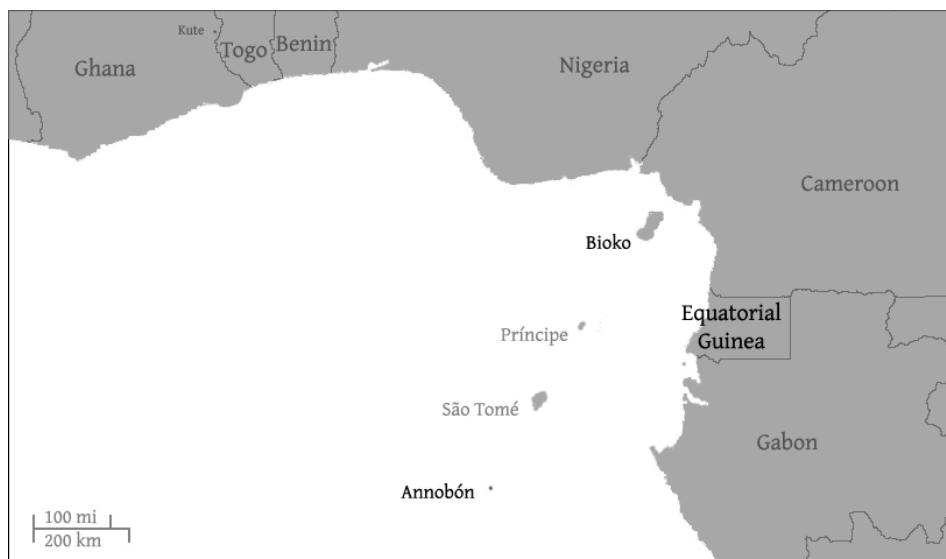 Kute
Togo
Benin
Ghana
Nigeria
Cameroon
Bioko
Equatorial
Guinea
Príncipe
São Tomé
Gabon
Annobón
100 mi
200 km